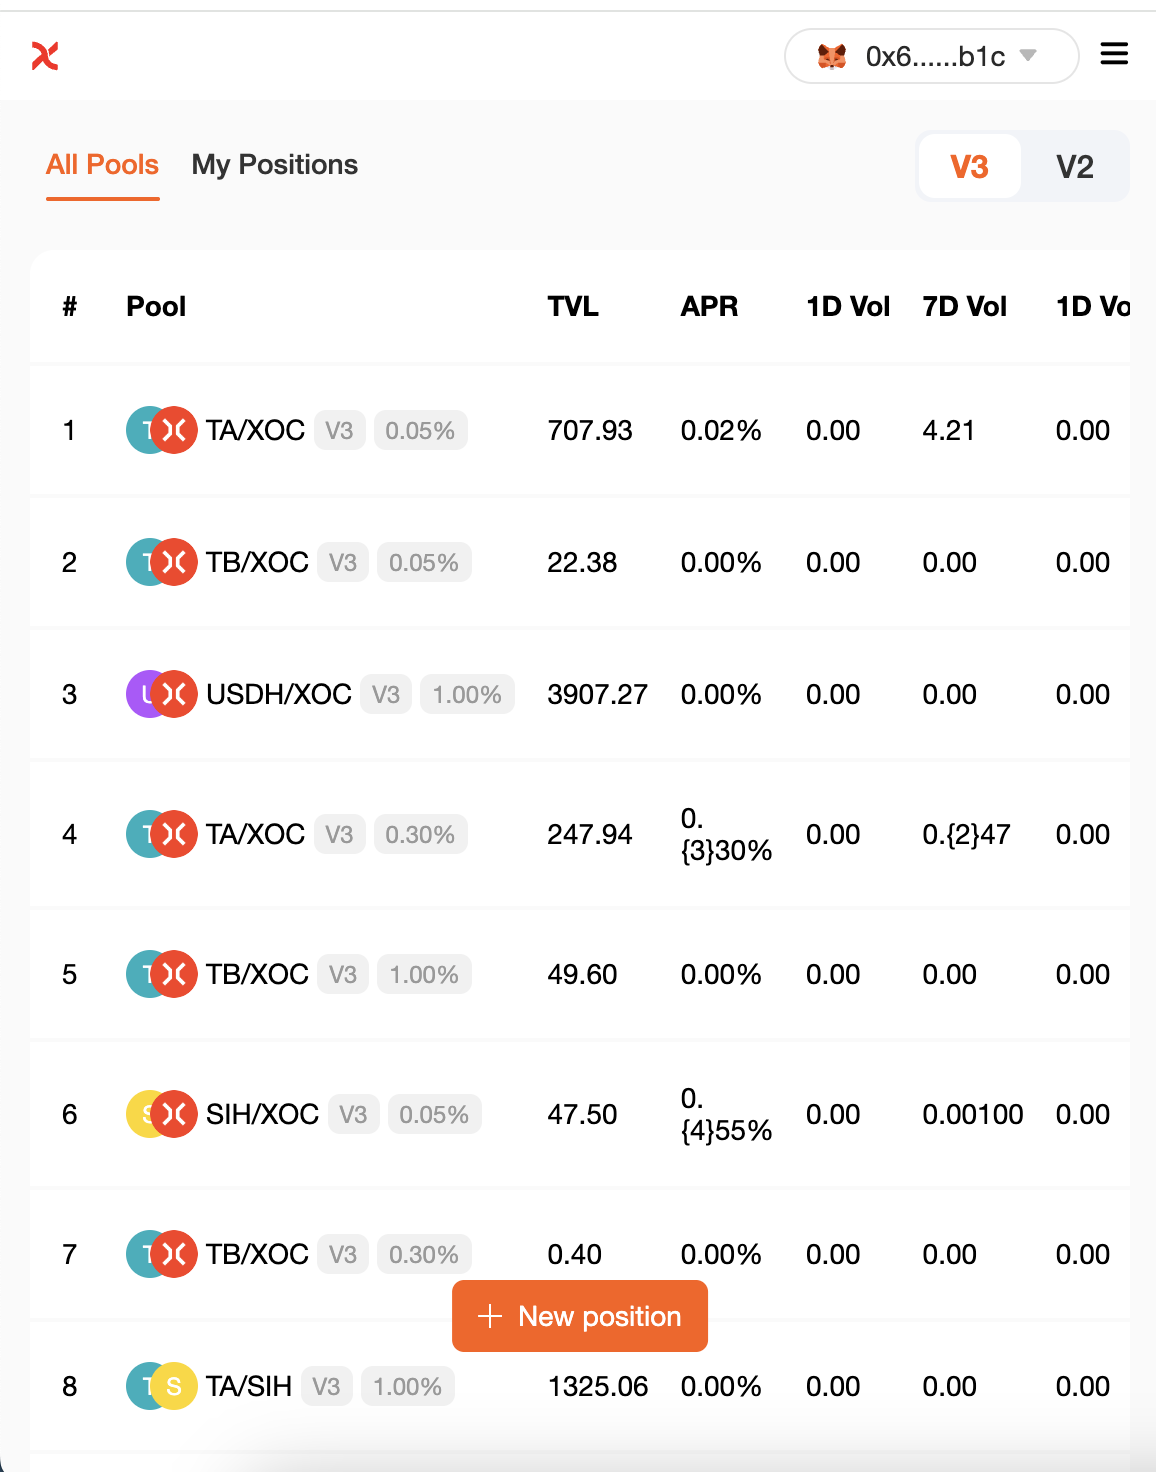 0x6......b1c
All Pools My Positions V3 V2
# Pool TVL APR 1D Vol 7D Vol 1D Vo
1 T TA/XOC V3 0.05% 707.93 0.02% 0.00 4.21 0.00
2 T TB/XOC V3 0.05% 22.38 0.00% 0.00 0.00 0.00
3 U USDH/XOC V3 1.00% 3907.27 0.00% 0.00 0.00 0.00
4 T TA/XOC V3 0.30% 247.94 0.{3}30% 0.00 0.{2}47 0.00
5 T TB/XOC V3 1.00% 49.60 0.00% 0.00 0.00 0.00
6 S SIH/XOC V3 0.05% 47.50 0.{4}55% 0.00 0.00100 0.00
7 T TB/XOC V3 0.30% 0.40 0.00% 0.00 0.00 0.00
New position
8 T S TA/SIH V3 1.00% 1325.06 0.00% 0.00 0.00 0.00